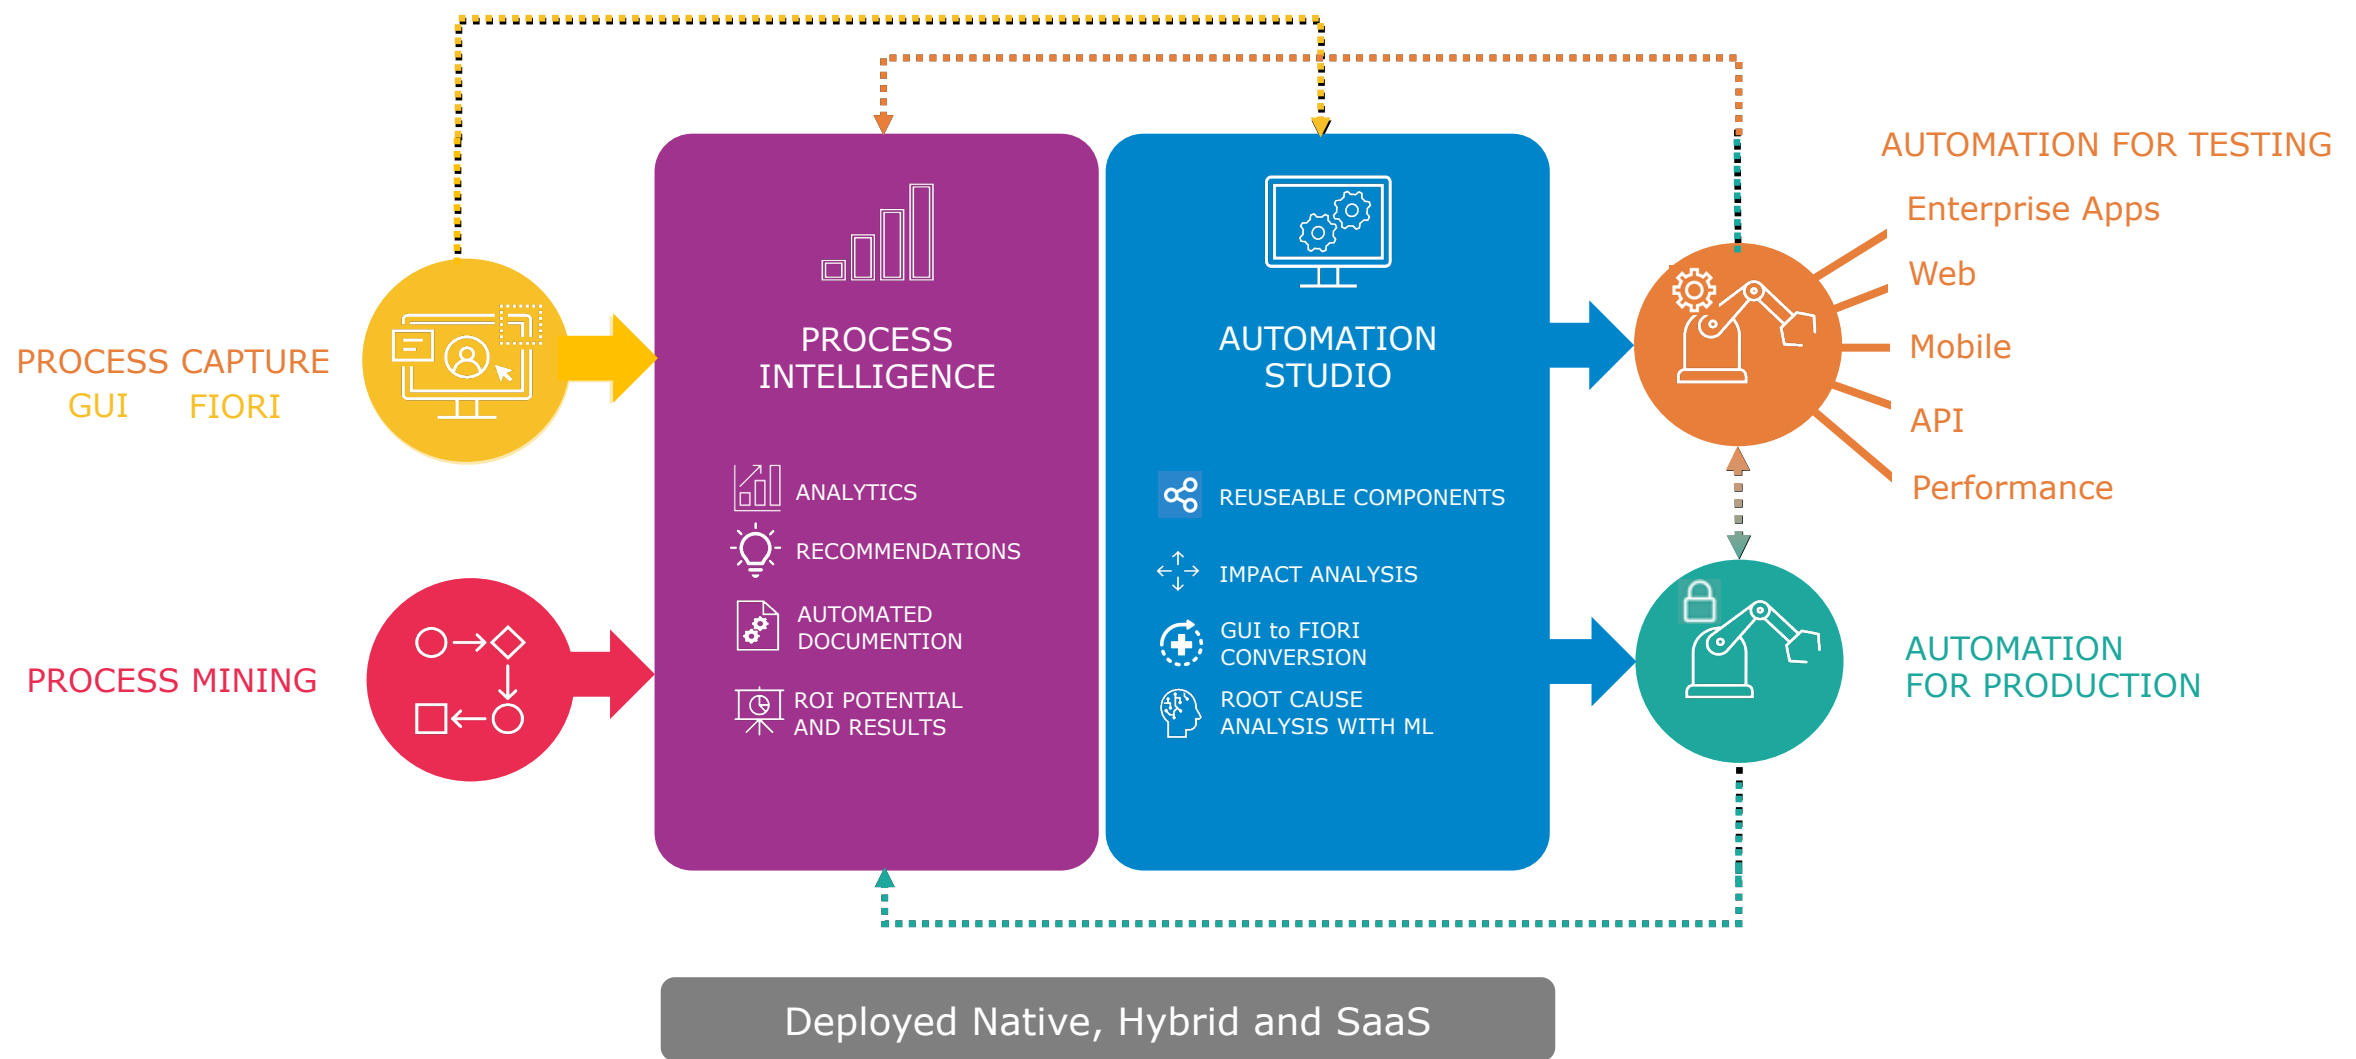 PROCESS CAPTURE
GUI FIORI
PROCESS MINING
PROCESS
INTELLIGENCE
ANALYTICS
RECOMMENDATIONS
AUTOMATED
DOCUMENTION
ROI POTENTIAL
AND RESULTS
AUTOMATION
STUDIO
REUSEABLE COMPONENTS
IMPACT ANALYSIS
GUI to FIORI
CONVERSION
ROOT CAUSE
ANALYSIS WITH ML
AUTOMATION FOR TESTING
Enterprise Apps
Web
Mobile
API
Performance
AUTOMATION
FOR PRODUCTION
Deployed Native, Hybrid and SaaS